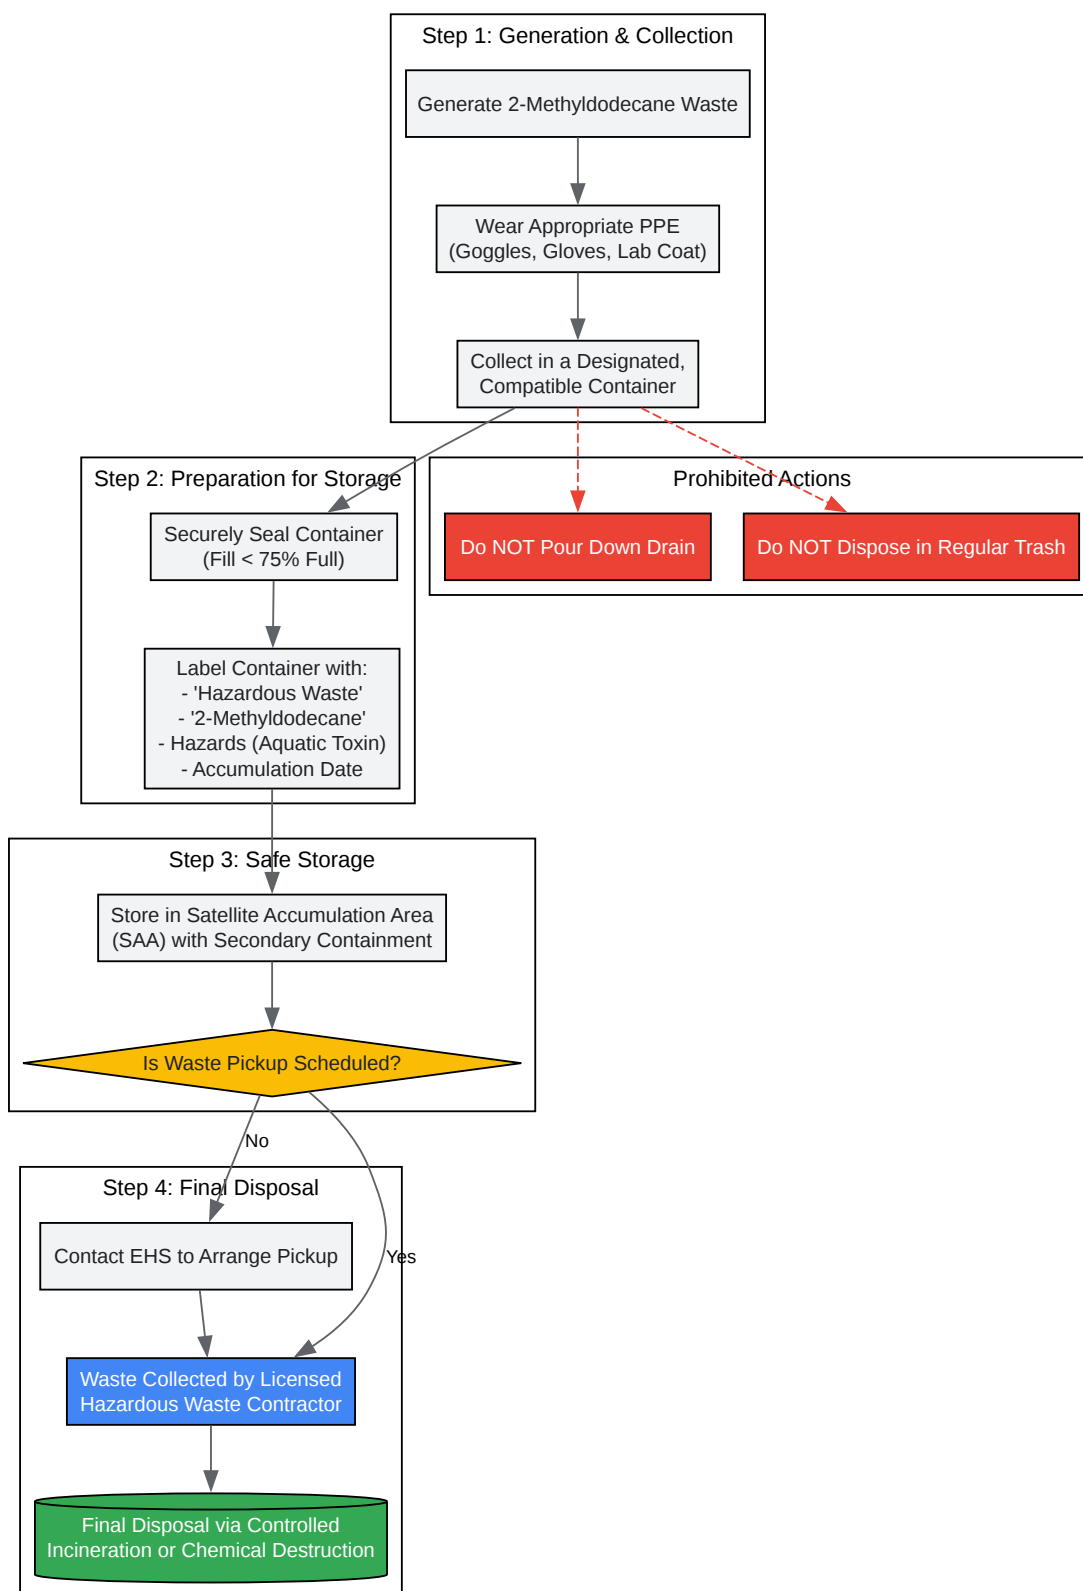 Step 1: Generation & Collection
Generate 2-Methyldodecane Waste
Wear Appropriate PPE
(Goggles, Gloves, Lab Coat)
Collect in a Designated,
Compatible Container
Step 2: Preparation for Storage
Securely Seal Container
(Fill < 75% Full)
Label Container with:
- 'Hazardous Waste'
- '2-Methyldodecane'
- Hazards (Aquatic Toxin)
- Accumulation Date
Prohibited Actions
Do NOT Pour Down Drain
Do NOT Dispose in Regular Trash
Step 3: Safe Storage
Store in Satellite Accumulation Area
(SAA) with Secondary Containment
Is Waste Pickup Scheduled?
No
Yes
Step 4: Final Disposal
Contact EHS to Arrange Pickup
Waste Collected by Licensed
Hazardous Waste Contractor
Final Disposal via Controlled
Incineration or Chemical Destruction